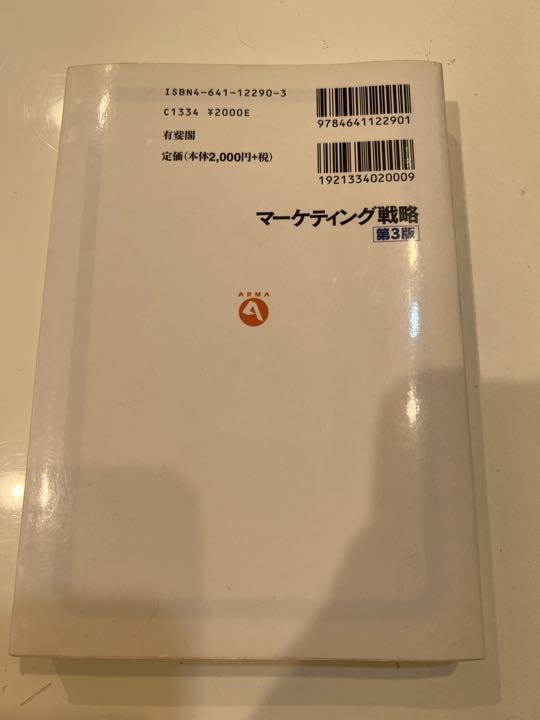 ISBN4-641-12290-3
C1334 ¥2000E
有斐閣
定価(本体2,000円+税)
9784641122901
1921334020009
マーケティング戦略
第3版
ARMA
A